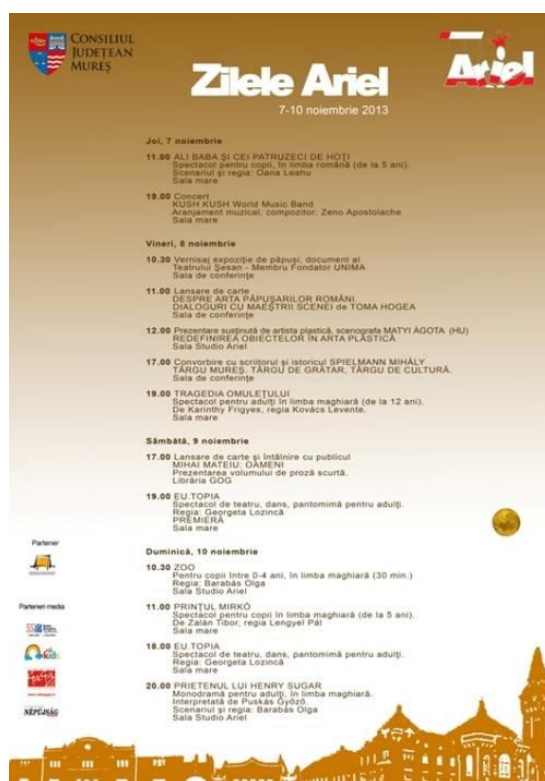 CONSILIUL
JUDEȚEAN
MUREȘ
Ariel
Zilele Ariel
7-10 noiembrie 2013
Joi, 7 noiembrie
11.00 ALI BABA ȘI CEI PATRUZECI DE HOȚI
Spectacol pentru copii, în limba română (de la 5 ani).
Scenariul și regia: Oana Leahu
Sala mare
19.00 Concert
KUSH KUSH World Music Band
Aranjament muzical, compozitor: Zeno Apostolache
Sala mare
Vineri, 8 noiembrie
10.30 Vernisaj expoziție de păpuși, document al
Teatrului Șesan - Membru Fondator UNIMA
Sala de conferințe
11.00 Lansare de carte
DESPRE ARTA PĂPUȘARILOR ROMÂNI.
DIALOGURI CU MAEȘTRII SCENEI de TOMA HOGEA
Sala de conferințe
12.00 Prezentare susținută de artista plastică, scenografa MATYI ÁGOTA (HU)
REDEFINIREA OBIECTELOR ÎN ARTA PLASTICĂ
Sala Studio Ariel
17.00 Convorbire cu scriitorul și istoricul SPIELMANN MIHÁLY
TÂRGU MUREȘ. TÂRGU DE GRĂTAR, TÂRGU DE CULTURĂ.
Sala de conferințe
19.00 TRAGEDIA OMULEȚULUI
Spectacol pentru adulți în limba maghiară (de la 12 ani).
De Karinthy Frigyes, regia Kovács Levente.
Sala mare
Sâmbătă, 9 noiembrie
17.00 Lansare de carte și întâlnire cu publicul
MIHAI MATEIU: OAMENI
Prezentarea volumului de proză scurtă.
Librăria GOG
19.00 EU.TOPIA
Spectacol de teatru, dans, pantomimă pentru adulți.
Regia: Georgeta Lozincă
PREMIERĂ
Sala mare
Duminică, 10 noiembrie
10.30 ZOO
Pentru copii între 0-4 ani, în limba maghiară (30 min.)
Regia: Barabás Olga
Sala Studio Ariel
11.00 PRINȚUL MIRKÓ
Spectacol pentru copii în limba maghiară (de la 5 ani).
De Zalán Tibor, regia Lengyel Pál
Sala mare
18.00 EU.TOPIA
Spectacol de teatru, dans, pantomimă pentru adulți.
Regia: Georgeta Lozincă
Sala mare
20.00 PRIETENUL LUI HENRY SUGAR
Monodramă pentru adulți, în limba maghiară.
Interpretată de Puskás Győző.
Scenariul și regia: Barabás Olga
Sala Studio Ariel
Partener
Parteneri media
kids
NÉPÚJSÁG